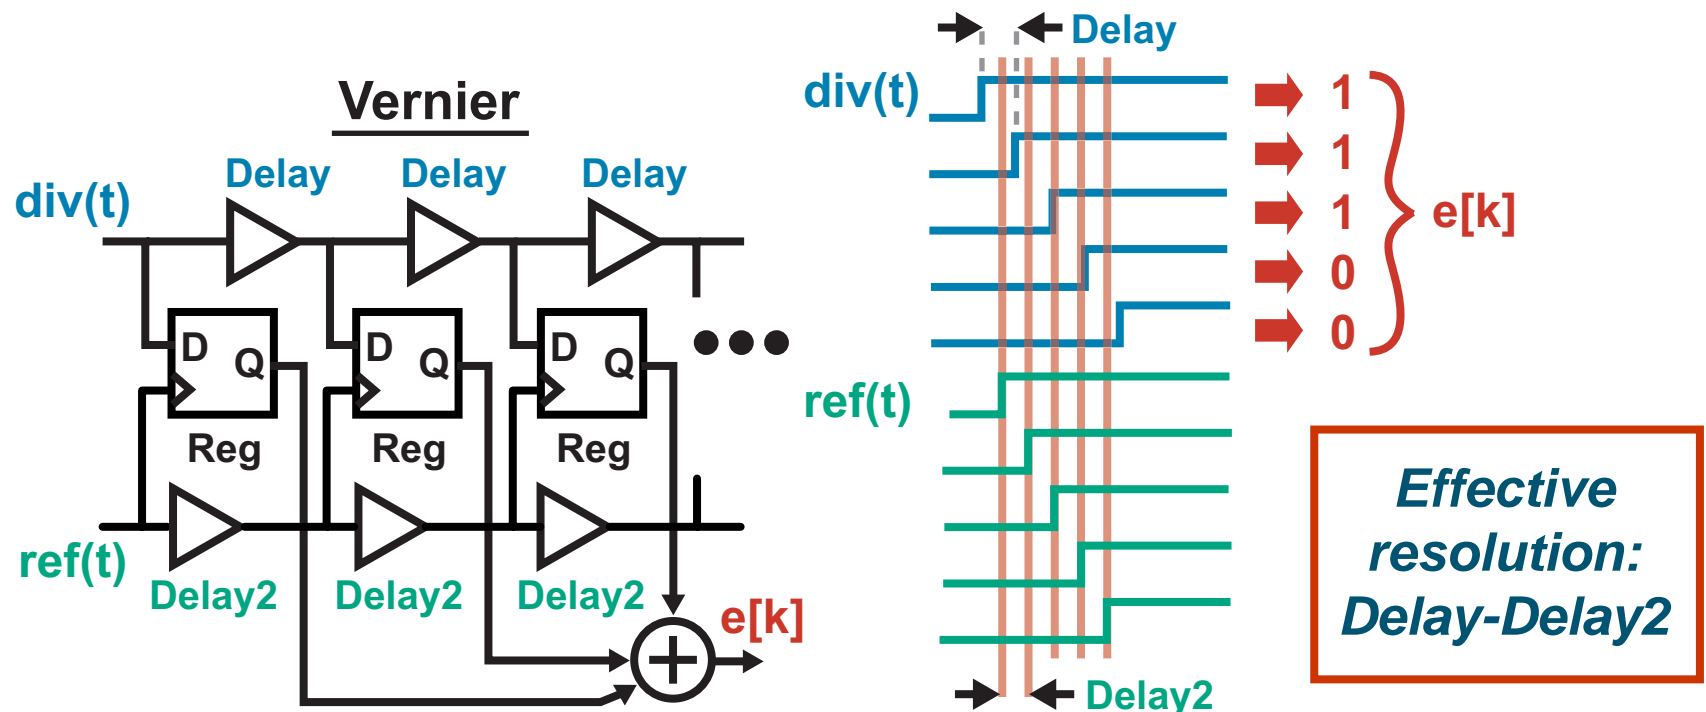 Vernier
Delay Delay Delay
div(t)
D Q D Q D Q
Reg Reg Reg
ref(t)
Delay2 Delay2 Delay2
e[k]
Delay
div(t)
1
1
1
0
0
e[k]
ref(t)
Delay2
Effective
resolution:
Delay-Delay2